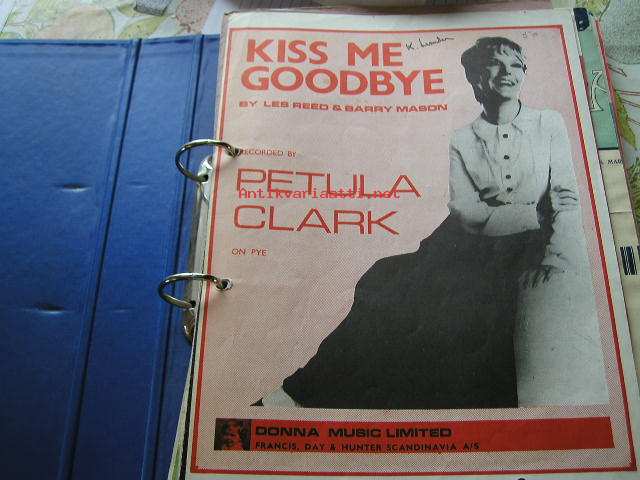 KISS ME
GOODBYE
BY LES REED & BARRY MASON
RECORDED BY
PETULA
Antikvariaatti.net
CLARK
ON PYE
DONNA MUSIC LIMITED
FRANCIS, DAY & HUNTER SCANDINAVIA A/S